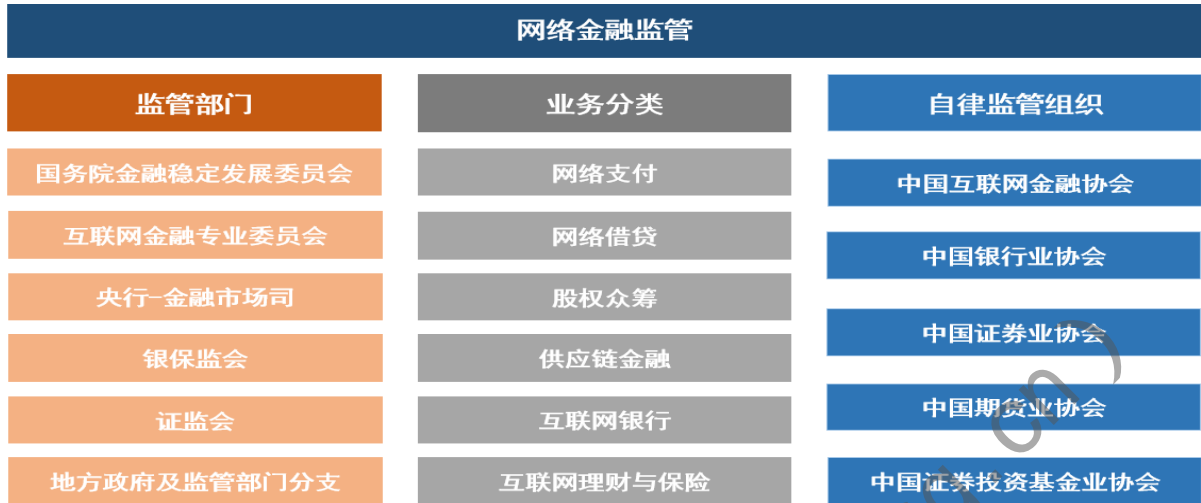 网络金融监管
监管部门
业务分类
自律监管组织
国务院金融稳定发展委员会
网络支付
中国互联网金融协会
互联网金融专业委员会
网络借贷
中国银行业协会
央行-金融市场司
股权众筹
中国证券业协会
银保监会
供应链金融
中国期货业协会
证监会
互联网银行
中国证券投资基金业协会
地方政府及监管部门分支
互联网理财与保险
.cn)